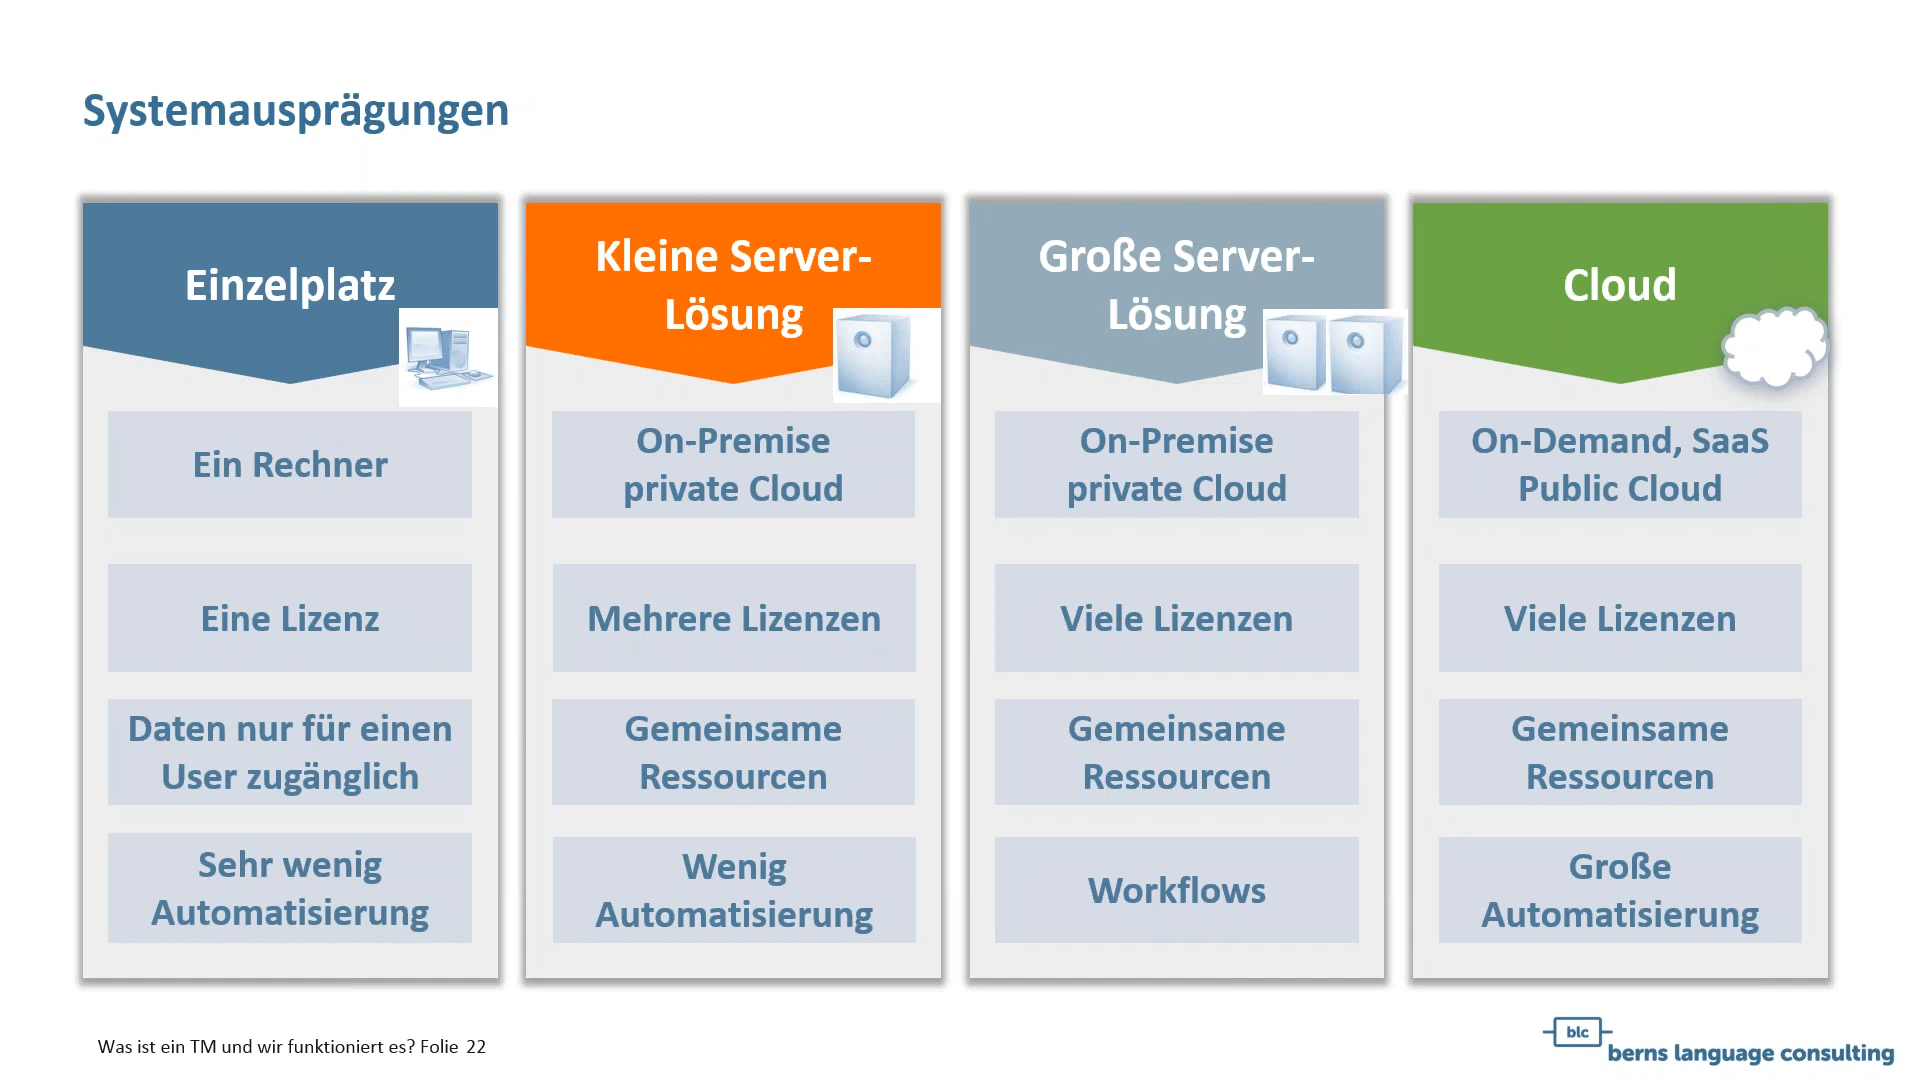 Systemausprägungen
Einzelplatz
Ein Rechner
Eine Lizenz
Daten nur für einen
User zugänglich
Sehr wenig
Automatisierung
Kleine Server-
Lösung
On-Premise
private Cloud
Mehrere Lizenzen
Gemeinsame
Ressourcen
Wenig
Automatisierung
Große Server-
Lösung
On-Premise
private Cloud
Viele Lizenzen
Gemeinsame
Ressourcen
Workflows
Cloud
On-Demand, SaaS
Public Cloud
Viele Lizenzen
Gemeinsame
Ressourcen
Große
Automatisierung
Was ist ein TM und wir funktioniert es? Folie 22
blc
berns language consulting